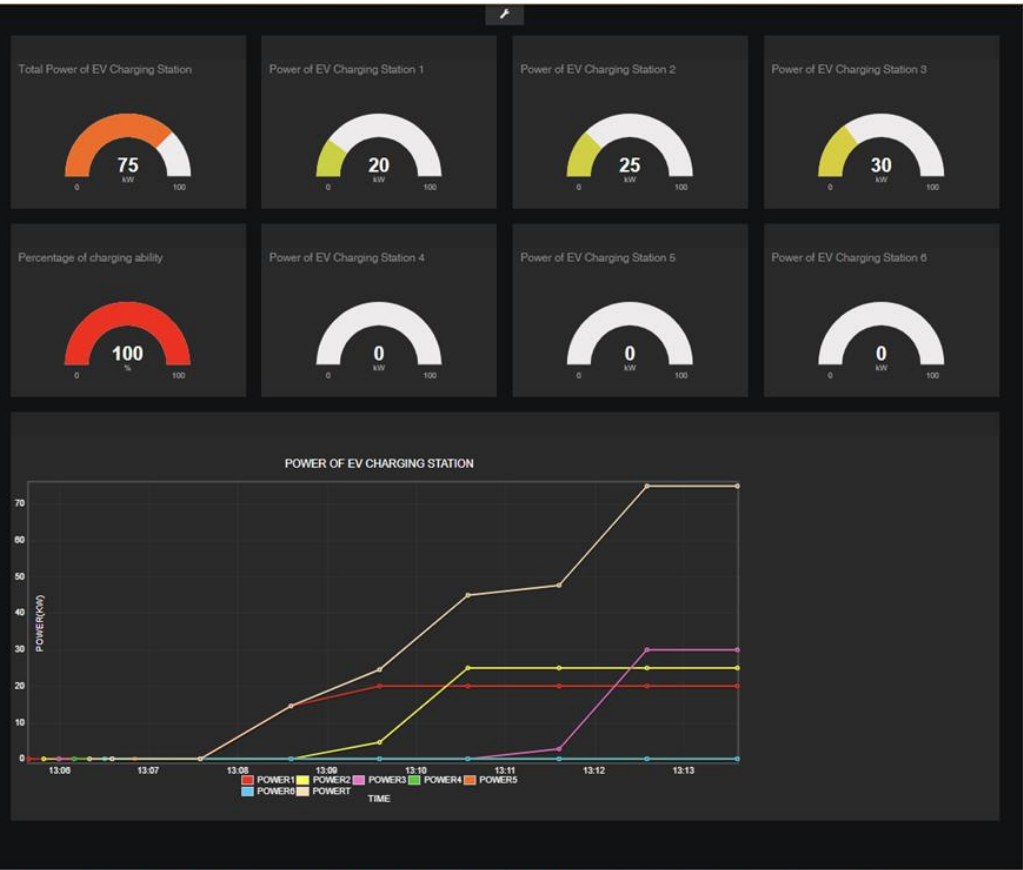 Total Power of EV Charging Station
75
kW
0 100
Power of EV Charging Station 1
20
kW
0 100
Power of EV Charging Station 2
25
kW
0 100
Power of EV Charging Station 3
30
kW
0 100
Percentage of charging ability
100
%
0 100
Power of EV Charging Station 4
0
kW
0 100
Power of EV Charging Station 5
0
kW
0 100
Power of EV Charging Station 6
0
kW
0 100
POWER OF EV CHARGING STATION
70
60
50
40
30
20
10
0
POWER(KW)
13:06 13:07 13:08 13:09 13:10 13:11 13:12 13:13
POWER1 POWER2 POWER3 POWER4 POWER5
POWER6 POWERT
TIME